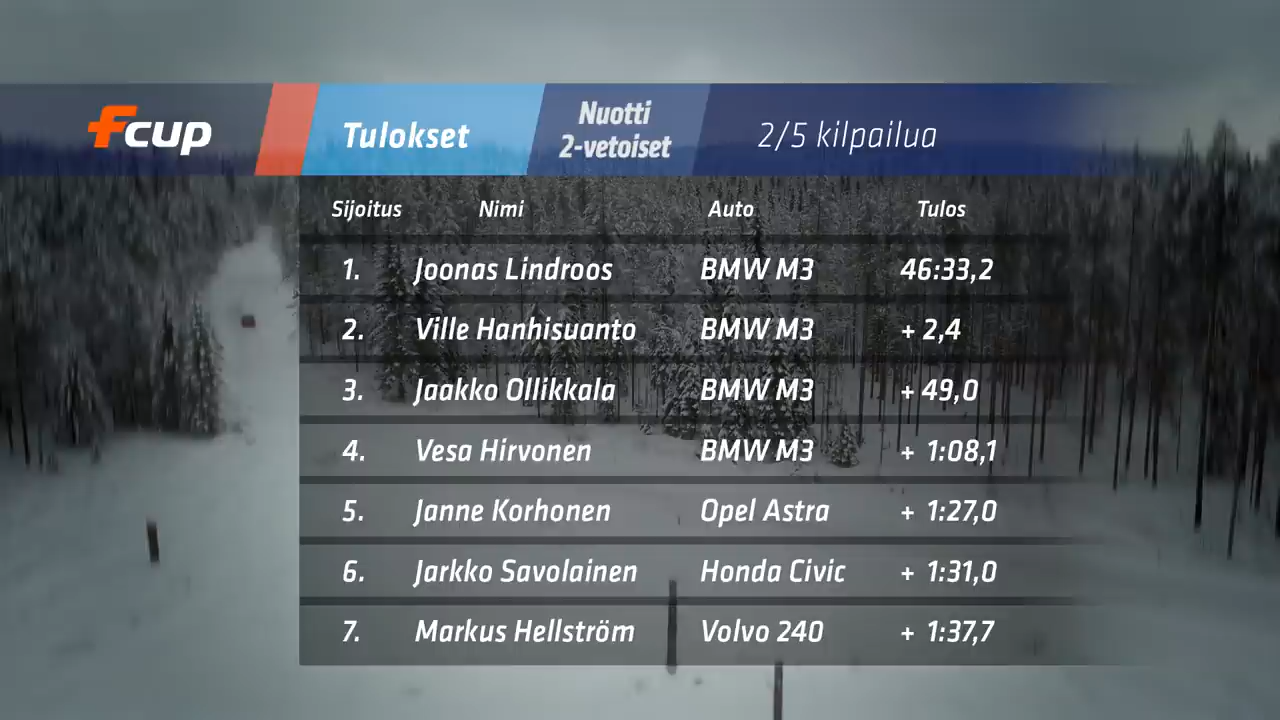 fcup
Tulokset
Nuotti
2-vetoiset
2/5 kilpailua
Sijoitus Nimi Auto Tulos
1. Joonas Lindroos BMW M3 46:33,2
2. Ville Hanhisuanto BMW M3 + 2,4
3. Jaakko Ollikkala BMW M3 + 49,0
4. Vesa Hirvonen BMW M3 + 1:08,1
5. Janne Korhonen Opel Astra + 1:27,0
6. Jarkko Savolainen Honda Civic + 1:31,0
7. Markus Hellström Volvo 240 + 1:37,7